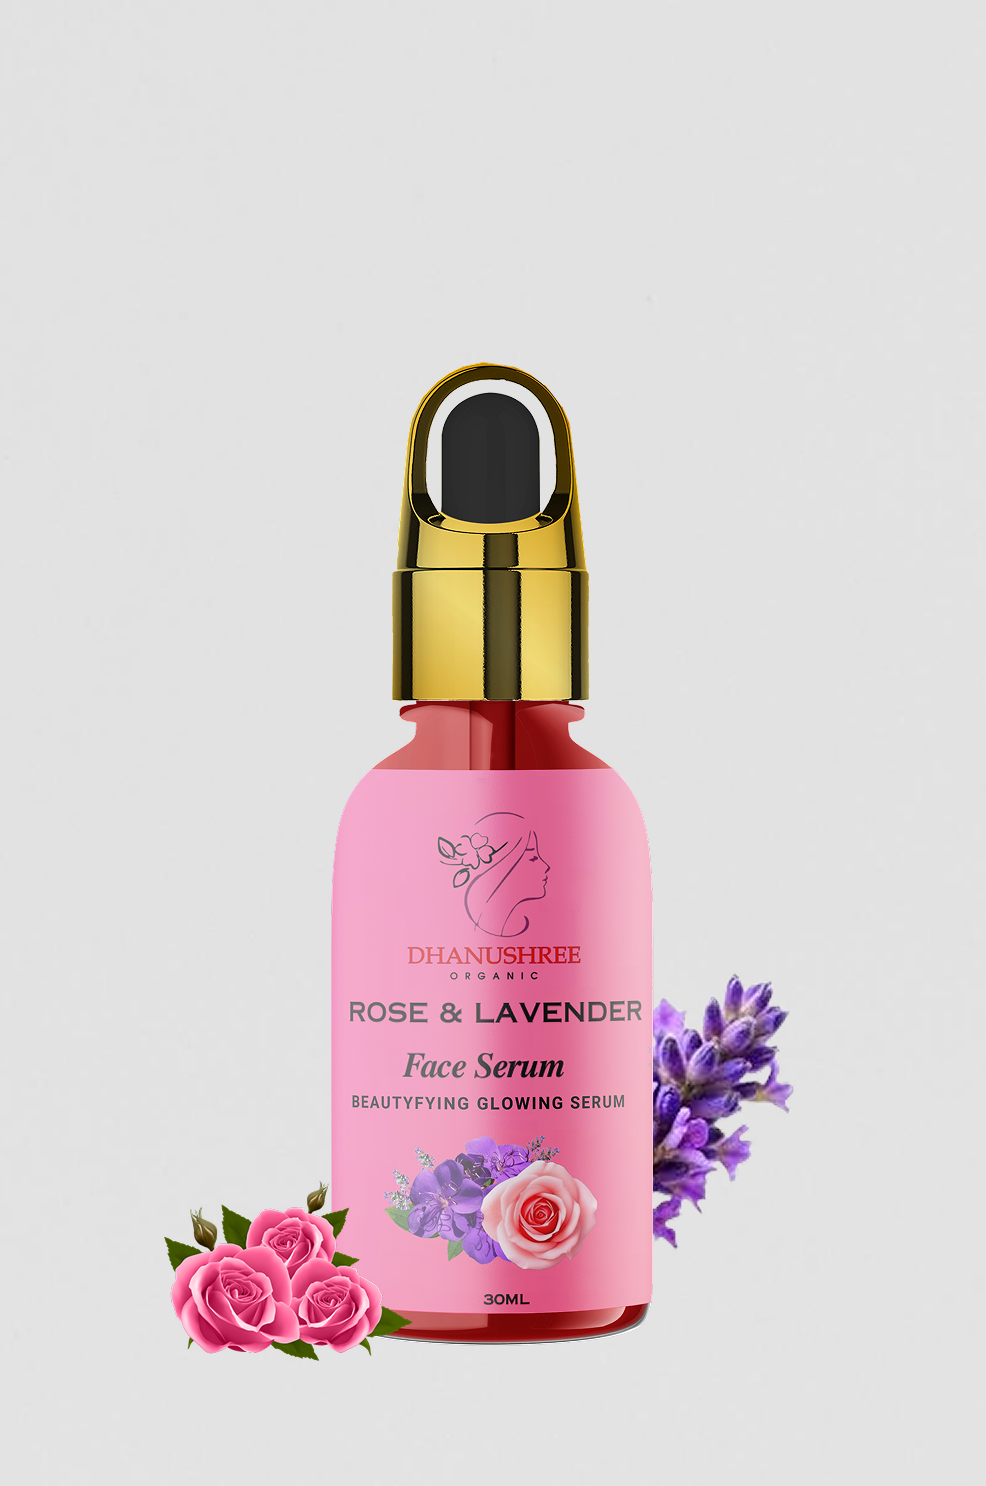 DHANUSHREE
ORGANIC
ROSE & LAVENDER
Face Serum
BEAUTYFYING GLOWING SERUM
30ML